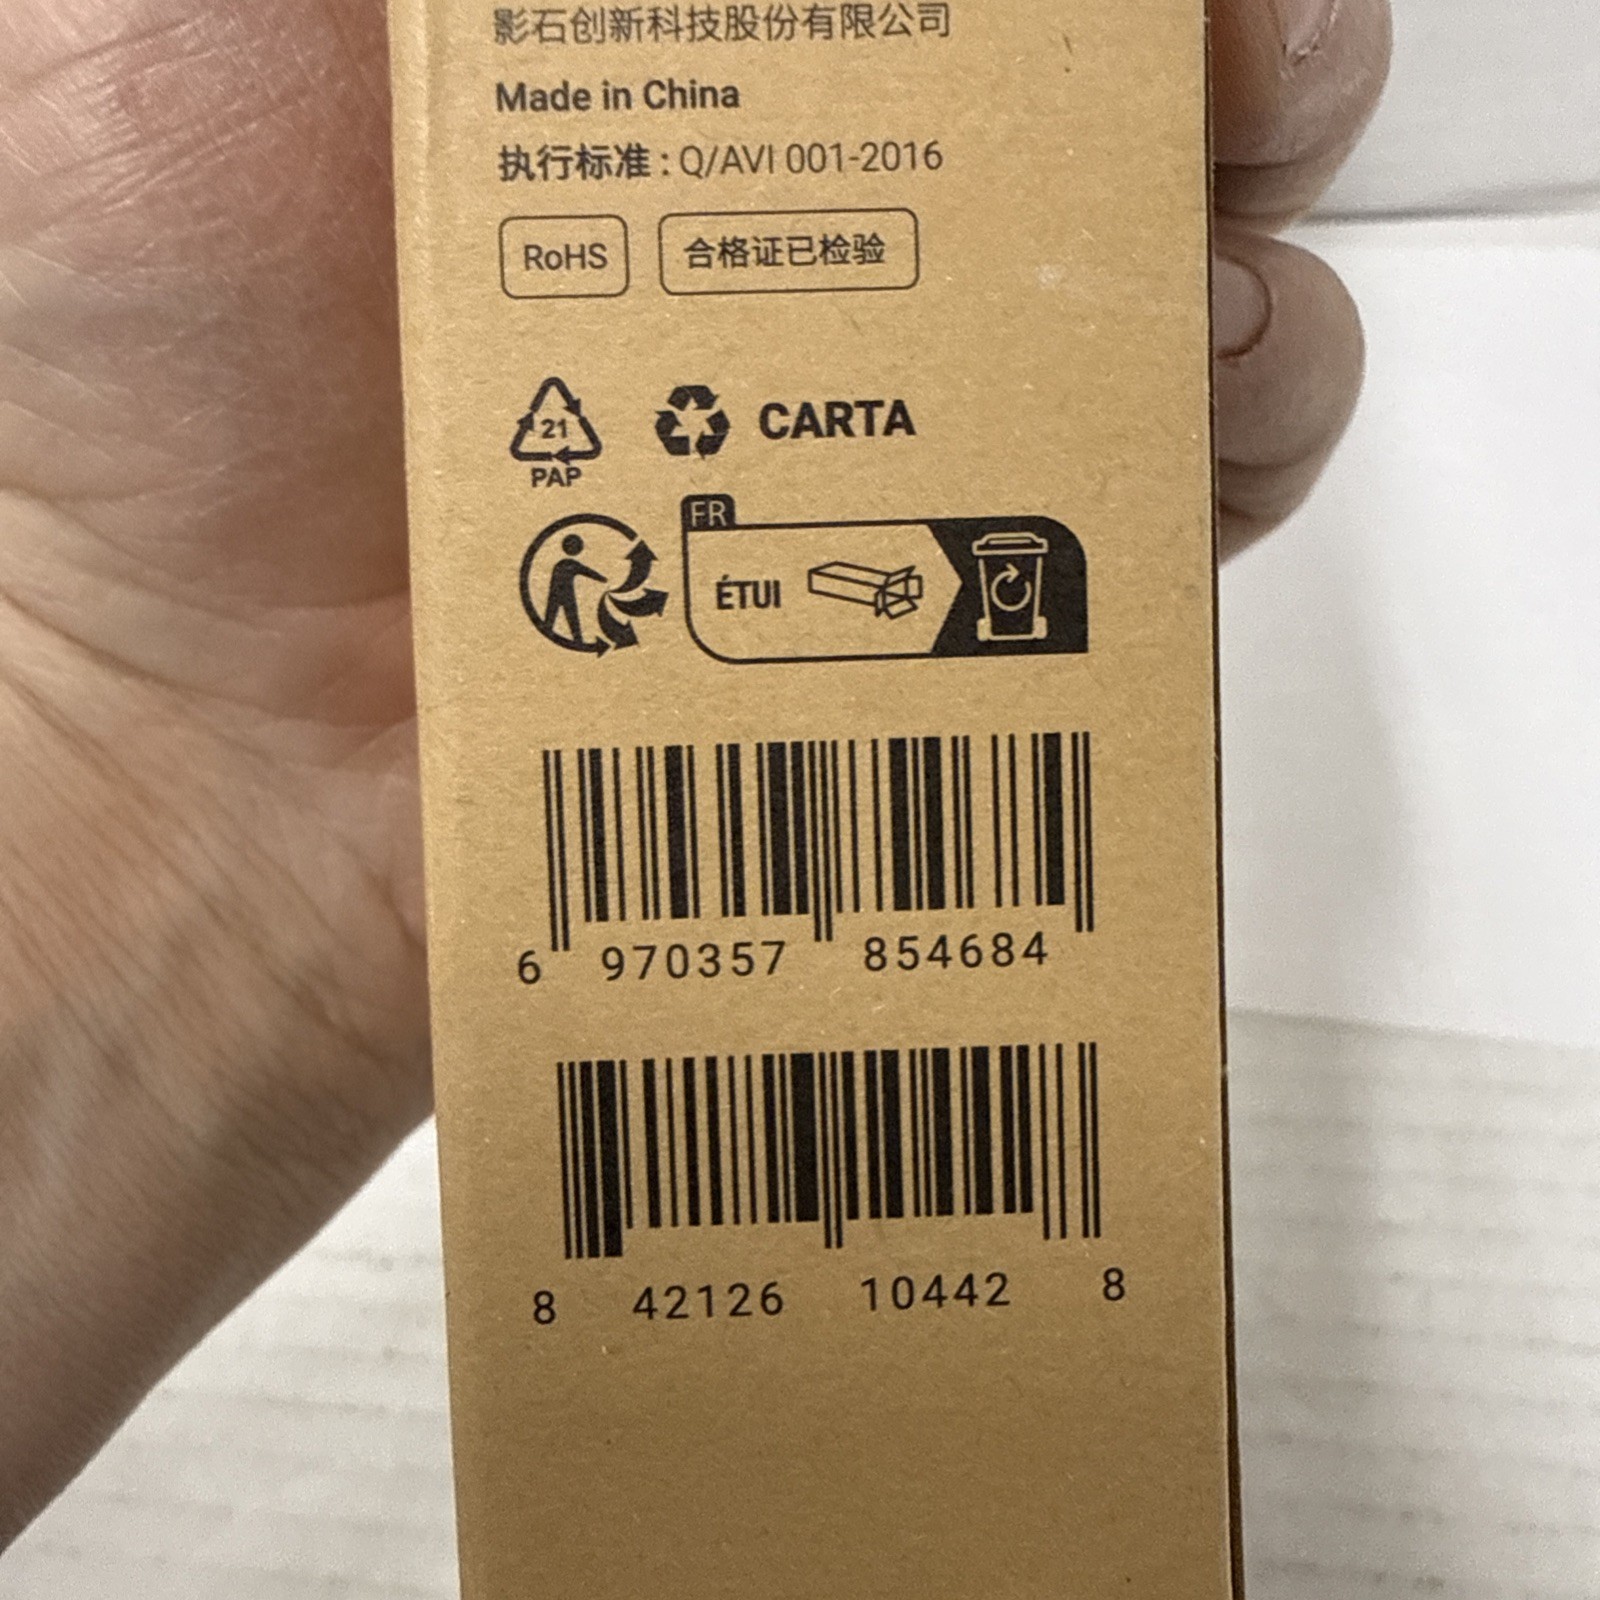 影石创新科技股份有限公司
Made in China
执行标准 : Q/AVI 001-2016
RoHS 合格证已检验
21 CARTA
PAP
FR
ÉTUI
6 970357 854684
8 42126 10442 8